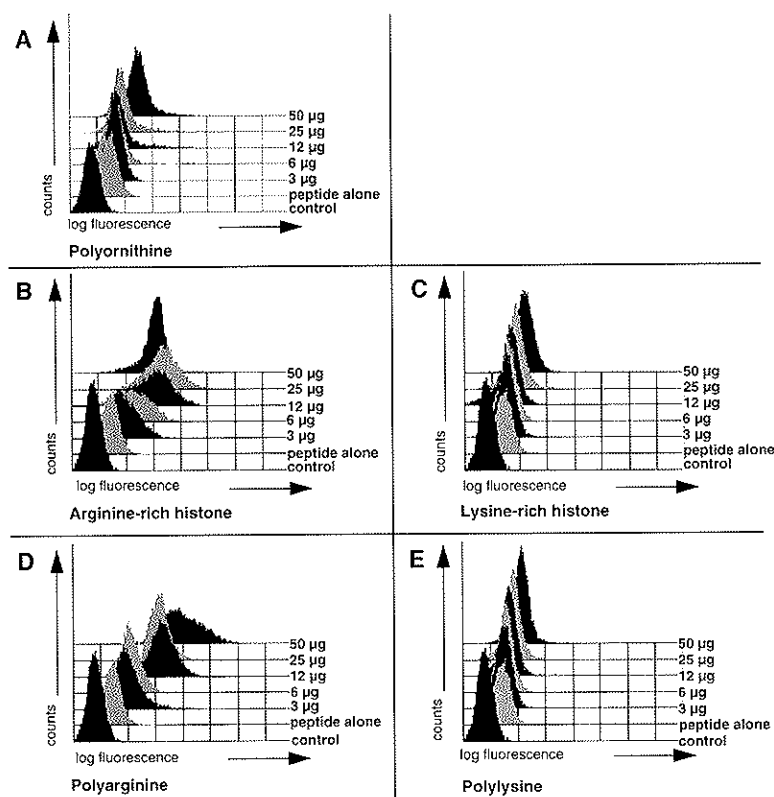 A
counts
50 µg
25 µg
12 µg
6 µg
3 µg
peptide alone
control
log fluorescence
Polyornithine
B
counts
50 µg
25 µg
12 µg
6 µg
3 µg
peptide alone
control
log fluorescence
Arginine-rich histone
C
counts
50 µg
25 µg
12 µg
6 µg
3 µg
peptide alone
control
log fluorescence
Lysine-rich histone
D
counts
50 µg
25 µg
12 µg
6 µg
3 µg
peptide alone
control
log fluorescence
Polyarginine
E
counts
50 µg
25 µg
12 µg
6 µg
3 µg
peptide alone
control
log fluorescence
Polylysine